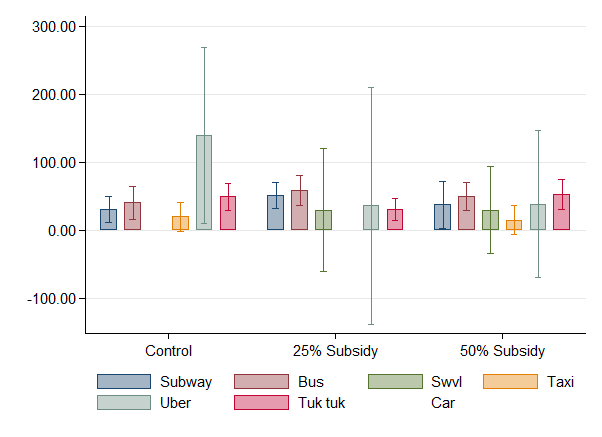 300.00
200.00
100.00
0.00
-100.00
Control 25% Subsidy 50% Subsidy
Subway Bus Swvl Taxi
Uber Tuk tuk Car